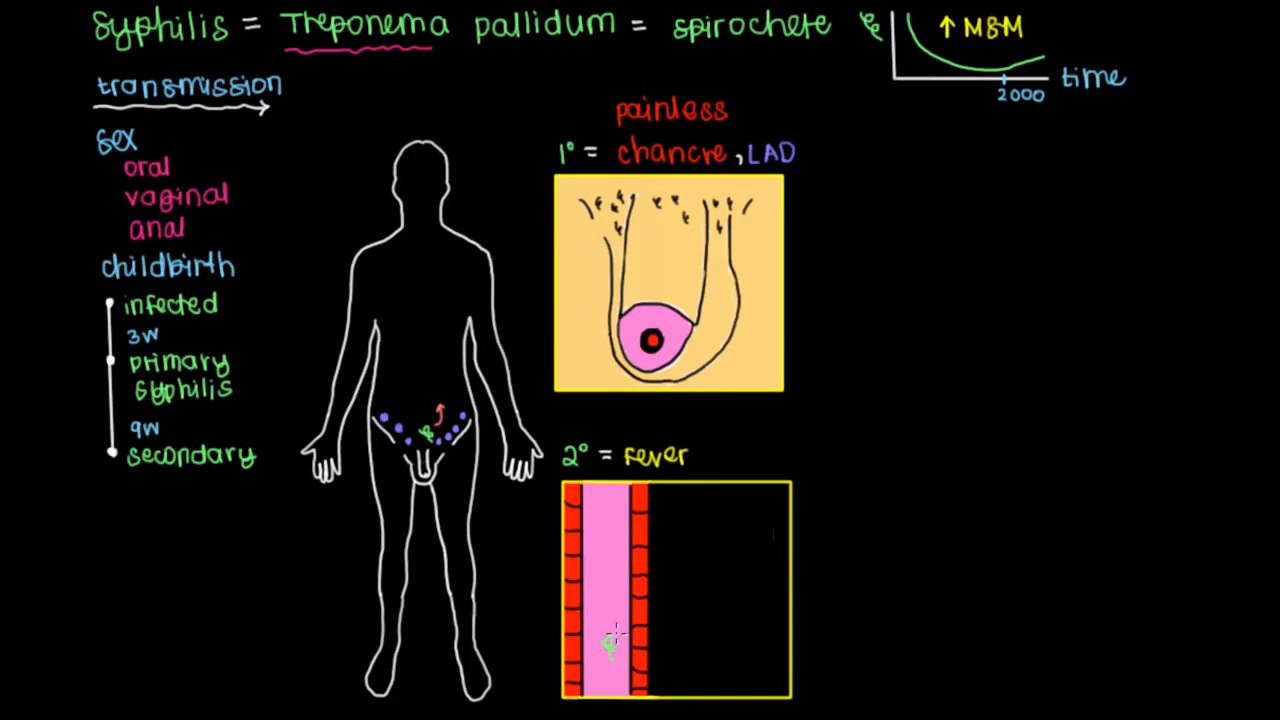 syphilis = Treponema pallidum = spirochete
↑ MSM
time
2000
transmission
sex
oral
vaginal
anal
childbirth
infected
3w
primary
syphilis
9w
secondary
painless
1° = chancre, LAD
2° = fever